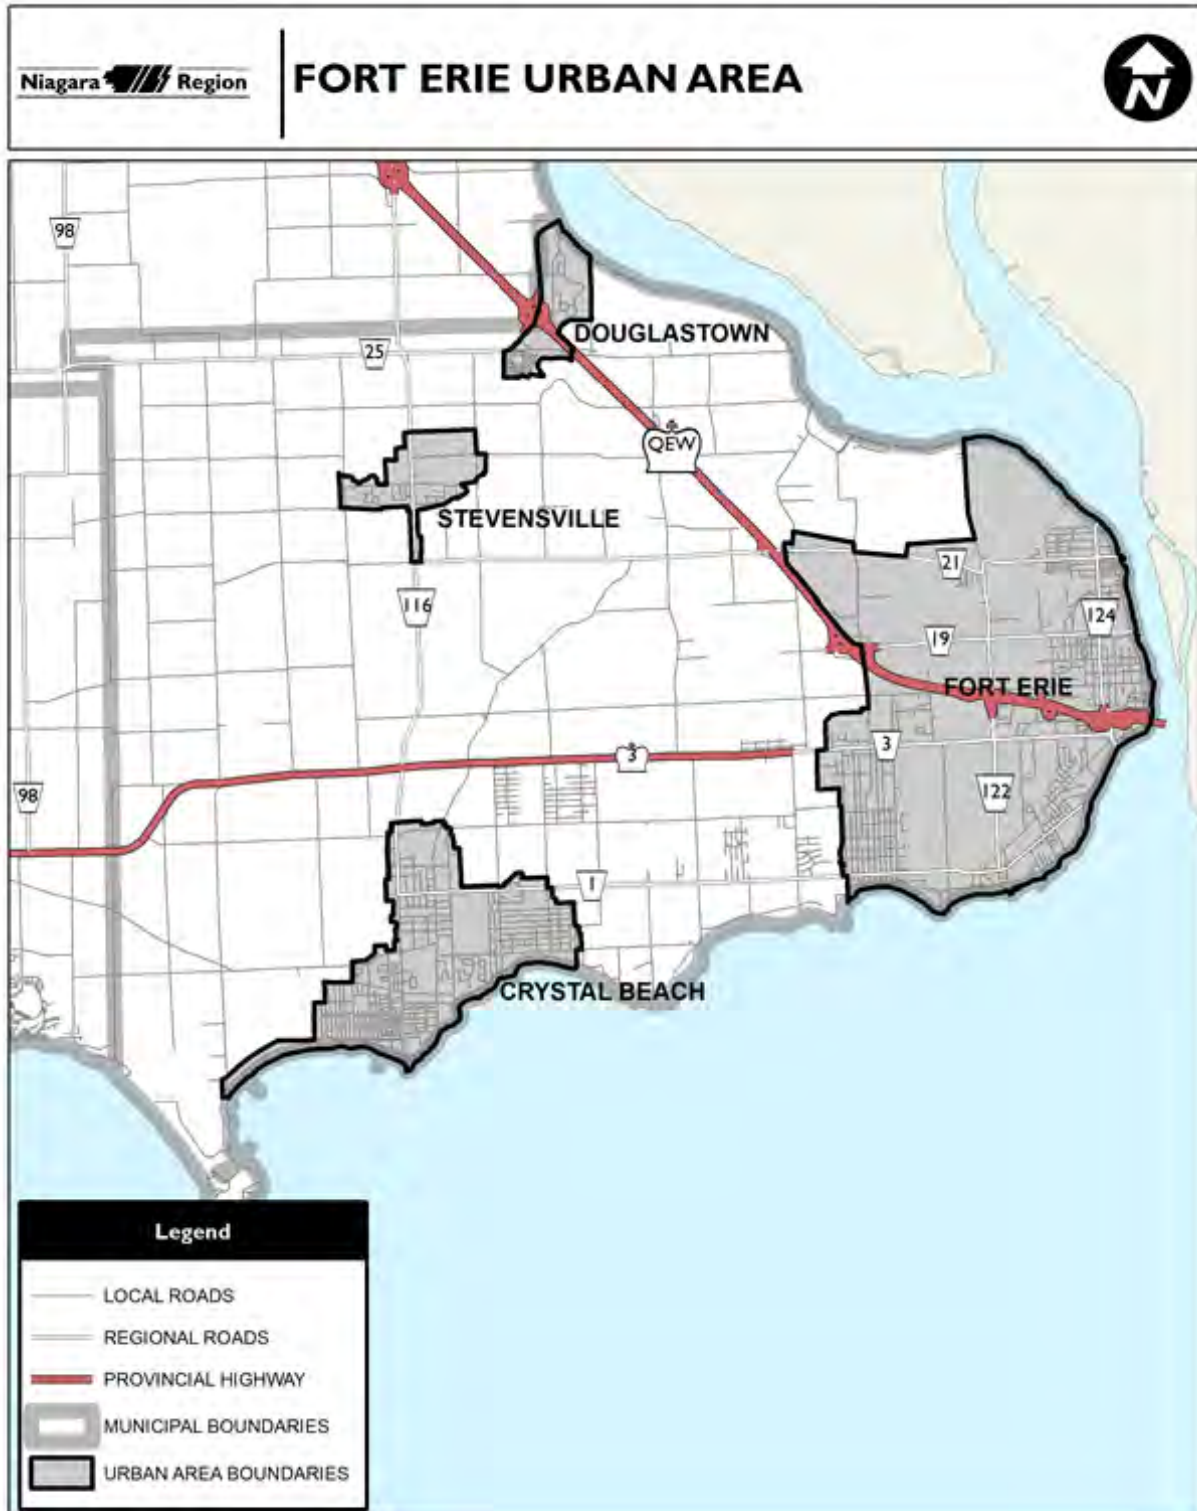 Niagara Region
FORT ERIE URBAN AREA
N
98
DOUGLASTOWN
25
QEW
STEVENSVILLE
21
116
124
19
FORT ERIE
3
3
98
122
1
CRYSTAL BEACH
Legend
LOCAL ROADS
REGIONAL ROADS
PROVINCIAL HIGHWAY
MUNICIPAL BOUNDARIES
URBAN AREA BOUNDARIES